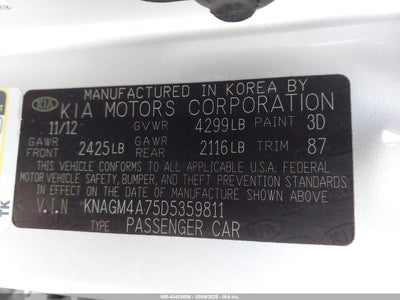 MANUFACTURED IN KOREA BY
KIA KIA MOTORS CORPORATION
11/12 GVWR 4299LB PAINT 3D
GAWR FRONT 2425LB GAWR REAR 2116LB TRIM 87
THIS VEHICLE CONFORMS TO ALL APPLICABLE U.S.A. FEDERAL
MOTOR VEHICLE SAFETY, BUMPER, AND THEFT PREVENTION
STANDARDS IN EFFECT ON THE DATE OF MANUFACTURE
SHOWN ABOVE.
V.I.N KNAGM4A75D5359811
TYPE PASSENGER CAR
TK